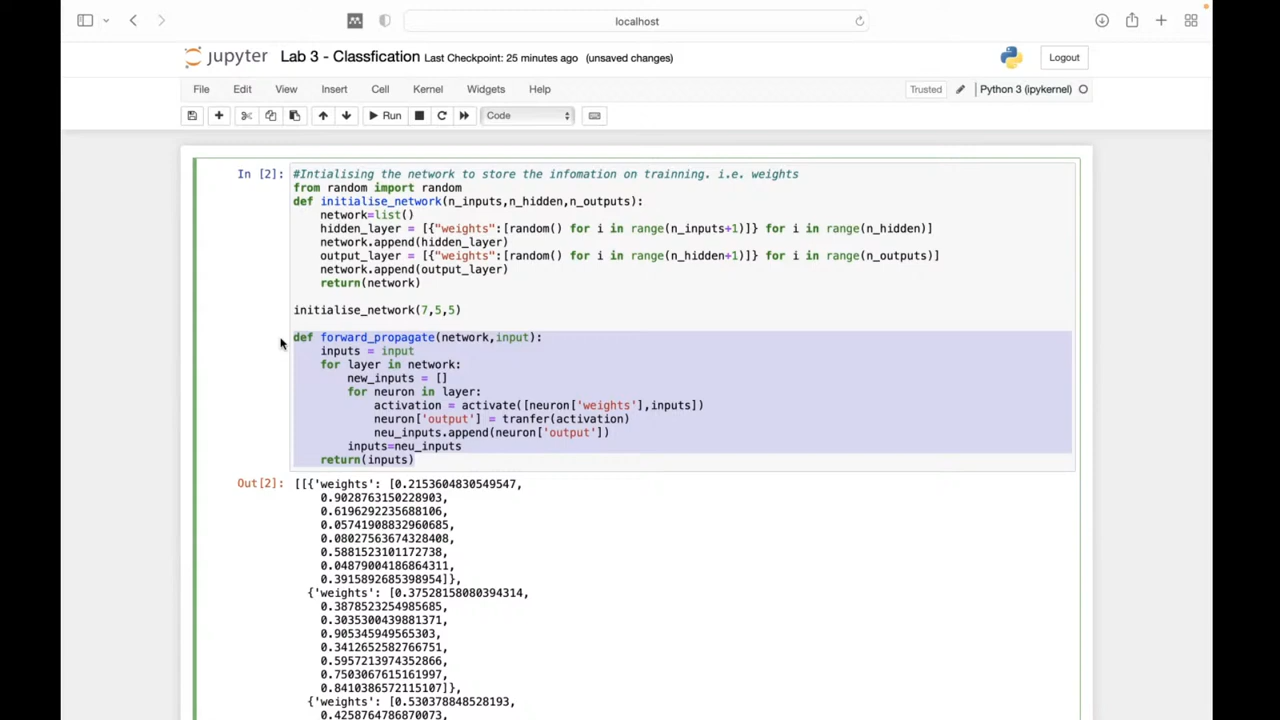 localhost
jupyter Lab 3 - Classfication Last Checkpoint: 25 minutes ago (unsaved changes) Logout
File Edit View Insert Cell Kernel Widgets Help Trusted Python 3 (ipykernel)
Run Code
In [2]: #Intialising the network to store the infomation on trainning. i.e. weights
from random import random
def initialise_network(n_inputs,n_hidden,n_outputs):
    network=list()
    hidden_layer = [{"weights":[random() for i in range(n_inputs+1)]} for i in range(n_hidden)]
    network.append(hidden_layer)
    output_layer = [{"weights":[random() for i in range(n_hidden+1)]} for i in range(n_outputs)]
    network.append(output_layer)
    return(network)
initialise_network(7,5,5)
def forward_propagate(network,input):
    inputs = input
    for layer in network:
        new_inputs = []
        for neuron in layer:
            activation = activate([neuron['weights'],inputs])
            neuron['output'] = tranfer(activation)
            neu_inputs.append(neuron['output'])
        inputs=neu_inputs
    return(inputs)
Out[2]: [[{'weights': [0.2153604830549547,
0.9028763150228903,
0.6196292235688106,
0.05741908832960685,
0.08027563674328408,
0.5881523101172738,
0.04879004186864311,
0.3915892685398954]},
{'weights': [0.37528158080394314,
0.3878523254985685,
0.3035300439881371,
0.905345949565303,
0.3412652582766751,
0.5957213974352866,
0.7503067615161997,
0.8410386572115107]},
{'weights': [0.530378848528193,
0.4258764786870073,